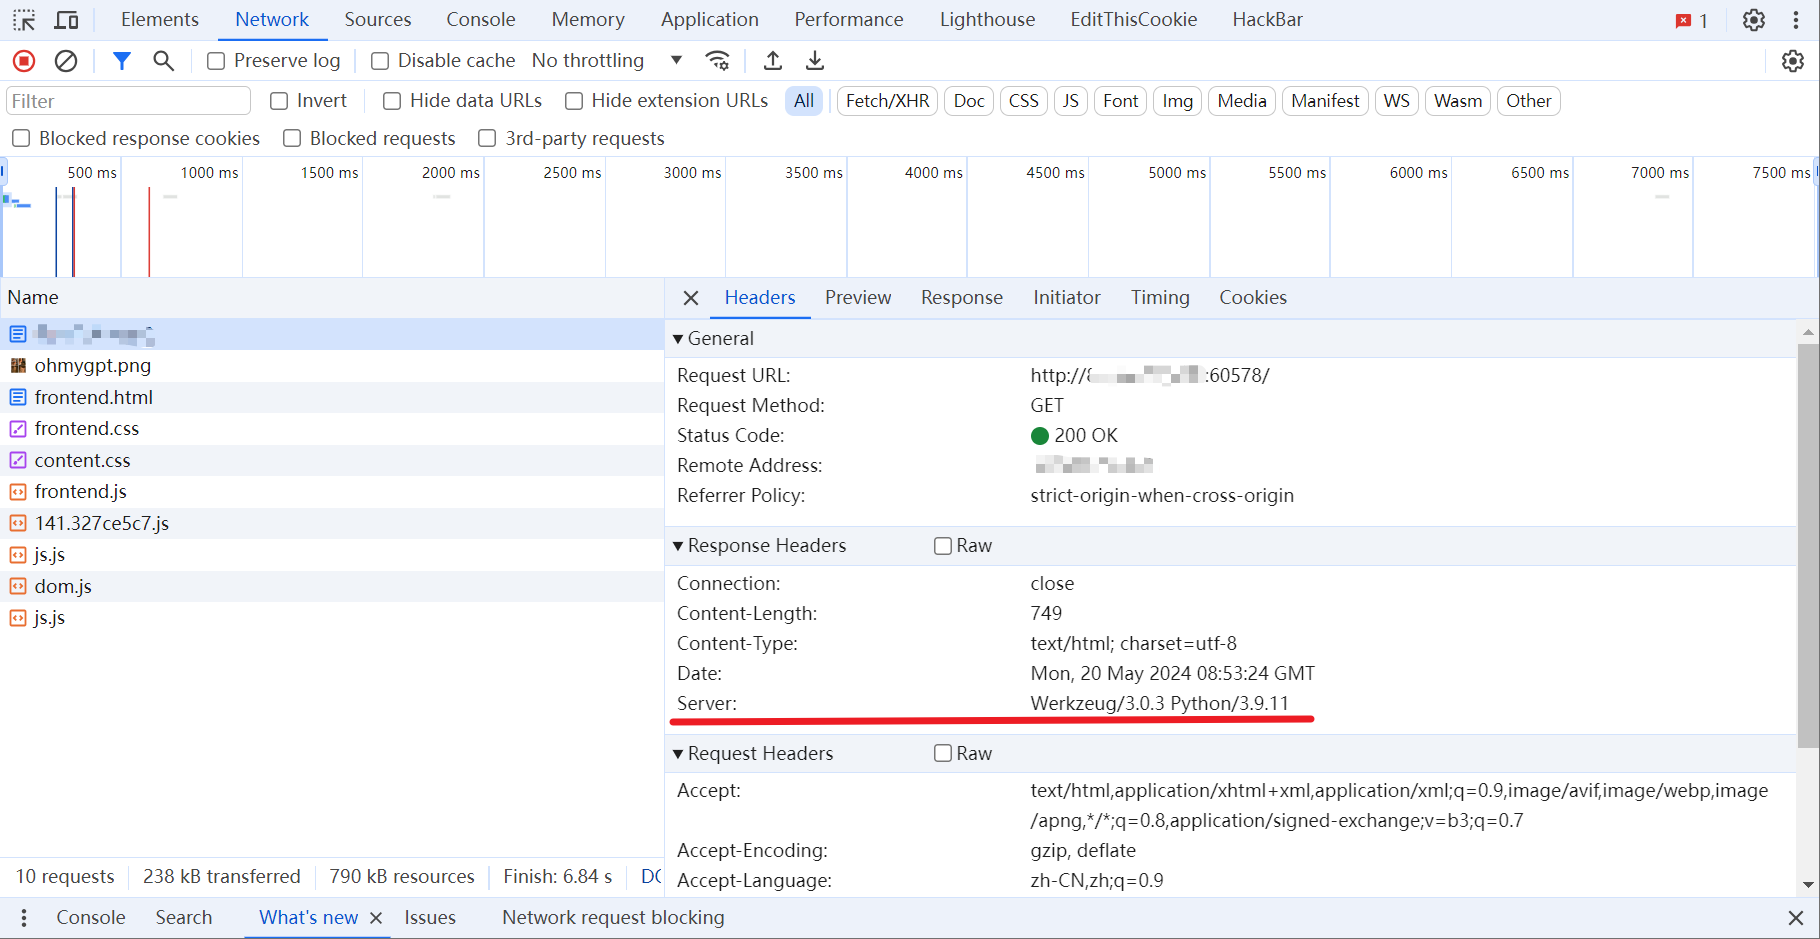 Elements Network Sources Console Memory Application Performance Lighthouse EditThisCookie HackBar 1
Preserve log Disable cache No throttling
Filter Invert Hide data URLs Hide extension URLs All Fetch/XHR Doc CSS JS Font Img Media Manifest WS Wasm Other
Blocked response cookies Blocked requests 3rd-party requests
500 ms 1000 ms 1500 ms 2000 ms 2500 ms 3000 ms 3500 ms 4000 ms 4500 ms 5000 ms 5500 ms 6000 ms 6500 ms 7000 ms 7500 ms
Name
ohmygpt.png
frontend.html
frontend.css
content.css
frontend.js
141.327ce5c7.js
js.js
dom.js
js.js
Headers Preview Response Initiator Timing Cookies
General
Request URL: http:// :60578/
Request Method: GET
Status Code: 200 OK
Remote Address:
Referrer Policy: strict-origin-when-cross-origin
Response Headers Raw
Connection: close
Content-Length: 749
Content-Type: text/html; charset=utf-8
Date: Mon, 20 May 2024 08:53:24 GMT
Server: Werkzeug/3.0.3 Python/3.9.11
Request Headers Raw
Accept: text/html,application/xhtml+xml,application/xml;q=0.9,image/avif,image/webp,image
/apng,*/*;q=0.8,application/signed-exchange;v=b3;q=0.7
Accept-Encoding: gzip, deflate
Accept-Language: zh-CN,zh;q=0.9
10 requests 238 kB transferred 790 kB resources Finish: 6.84 s
Console Search What's new Issues Network request blocking